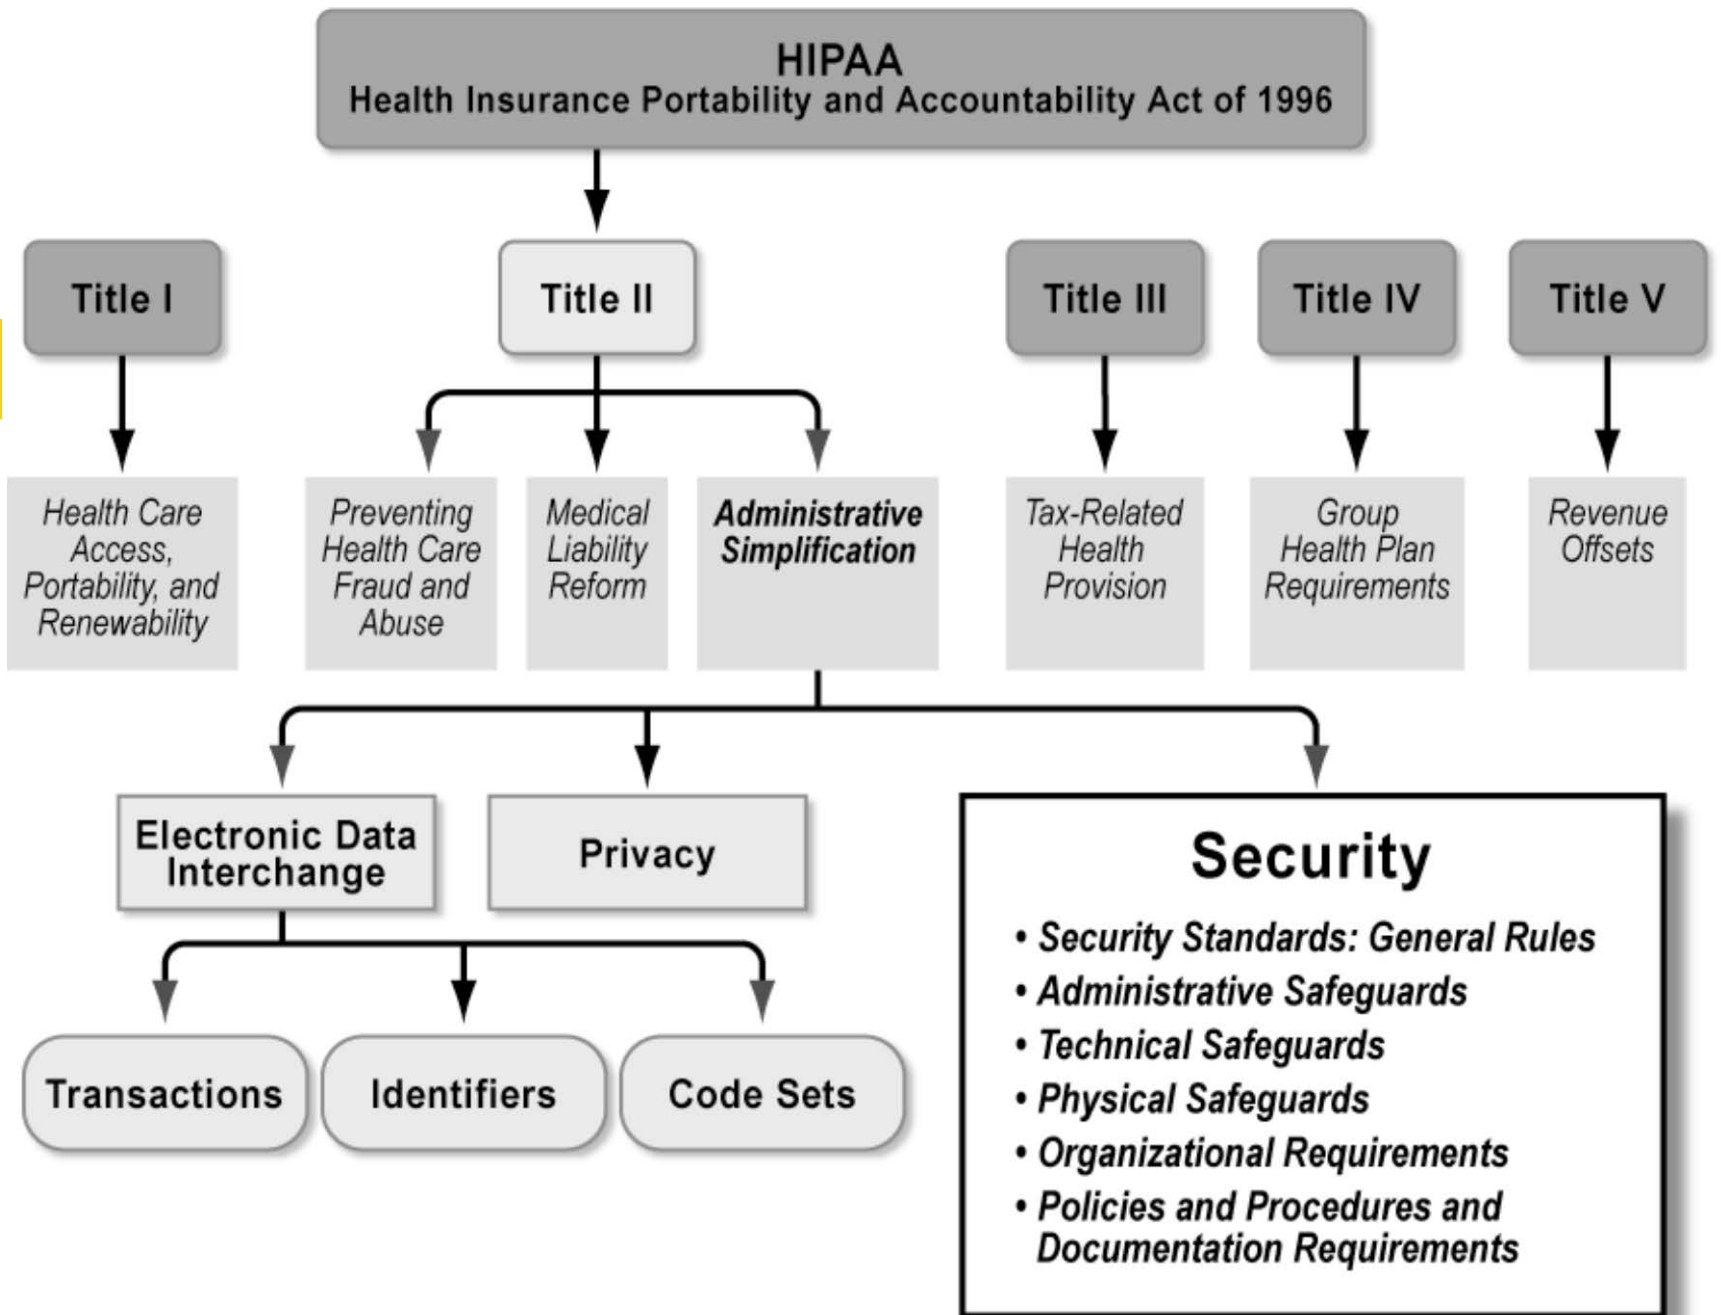 HIPAA
Health Insurance Portability and Accountability Act of 1996
Title I
Title II
Title III
Title IV
Title V
Health Care
Access,
Portability, and
Renewability
Preventing
Health Care
Fraud and
Abuse
Medical
Liability
Reform
Administrative
Simplification
Tax-Related
Health
Provision
Group
Health Plan
Requirements
Revenue
Offsets
Electronic Data
Interchange
Privacy
Security
• Security Standards: General Rules
• Administrative Safeguards
• Technical Safeguards
• Physical Safeguards
• Organizational Requirements
• Policies and Procedures and
Documentation Requirements
Transactions
Identifiers
Code Sets